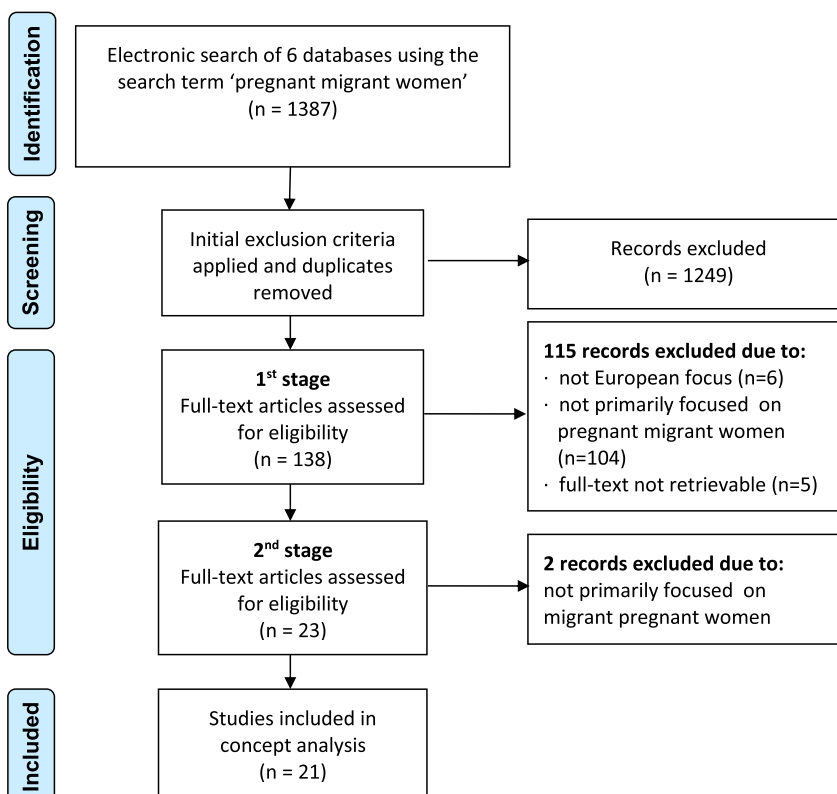 Identification
Electronic search of 6 databases using the
search term ‘pregnant migrant women’
(n = 1387)
Screening
Initial exclusion criteria
applied and duplicates
removed
Records excluded
(n = 1249)
Eligibility
1st stage
Full-text articles assessed
for eligibility
(n = 138)
115 records excluded due to:
· not European focus (n=6)
· not primarily focused on
pregnant migrant women
(n=104)
· full-text not retrievable (n=5)
2nd stage
Full-text articles assessed
for eligibility
(n = 23)
2 records excluded due to:
not primarily focused on
migrant pregnant women
Included
Studies included in
concept analysis
(n = 21)